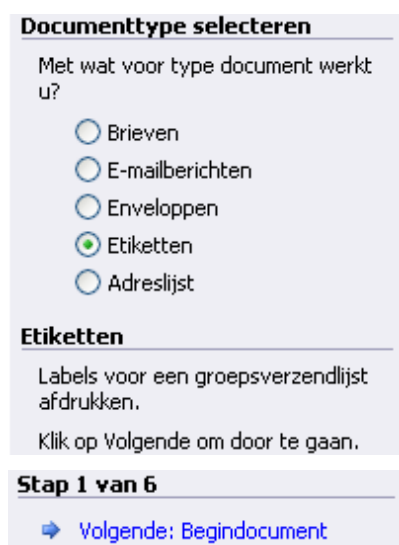 Documenttype selecteren
Met wat voor type document werkt
u?
Brieven
E-mailberichten
Enveloppen
Etiketten
Adreslijst
Etiketten
Labels voor een groepsverzendlijst
afdrukken.
Klik op Volgende om door te gaan.
Stap 1 van 6
Volgende: Begindocument